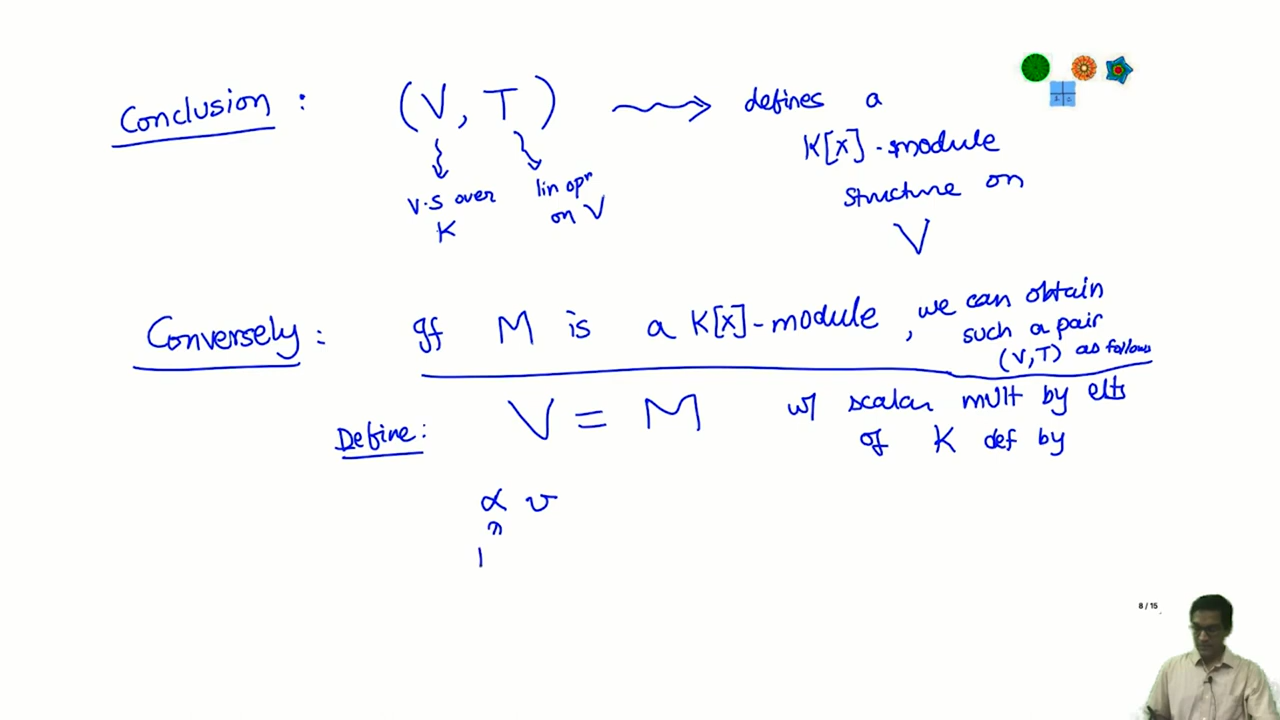 Conclusion : (V, T) ⇝ defines a
K[x]-module
structure on
V
V.S over K
lin opr on V
Conversely : If M is a K[x]-module, we can obtain
such a pair
(V,T) as follows
Define: V = M w/ scalar mult by elts
of K def by
α v
8 / 15